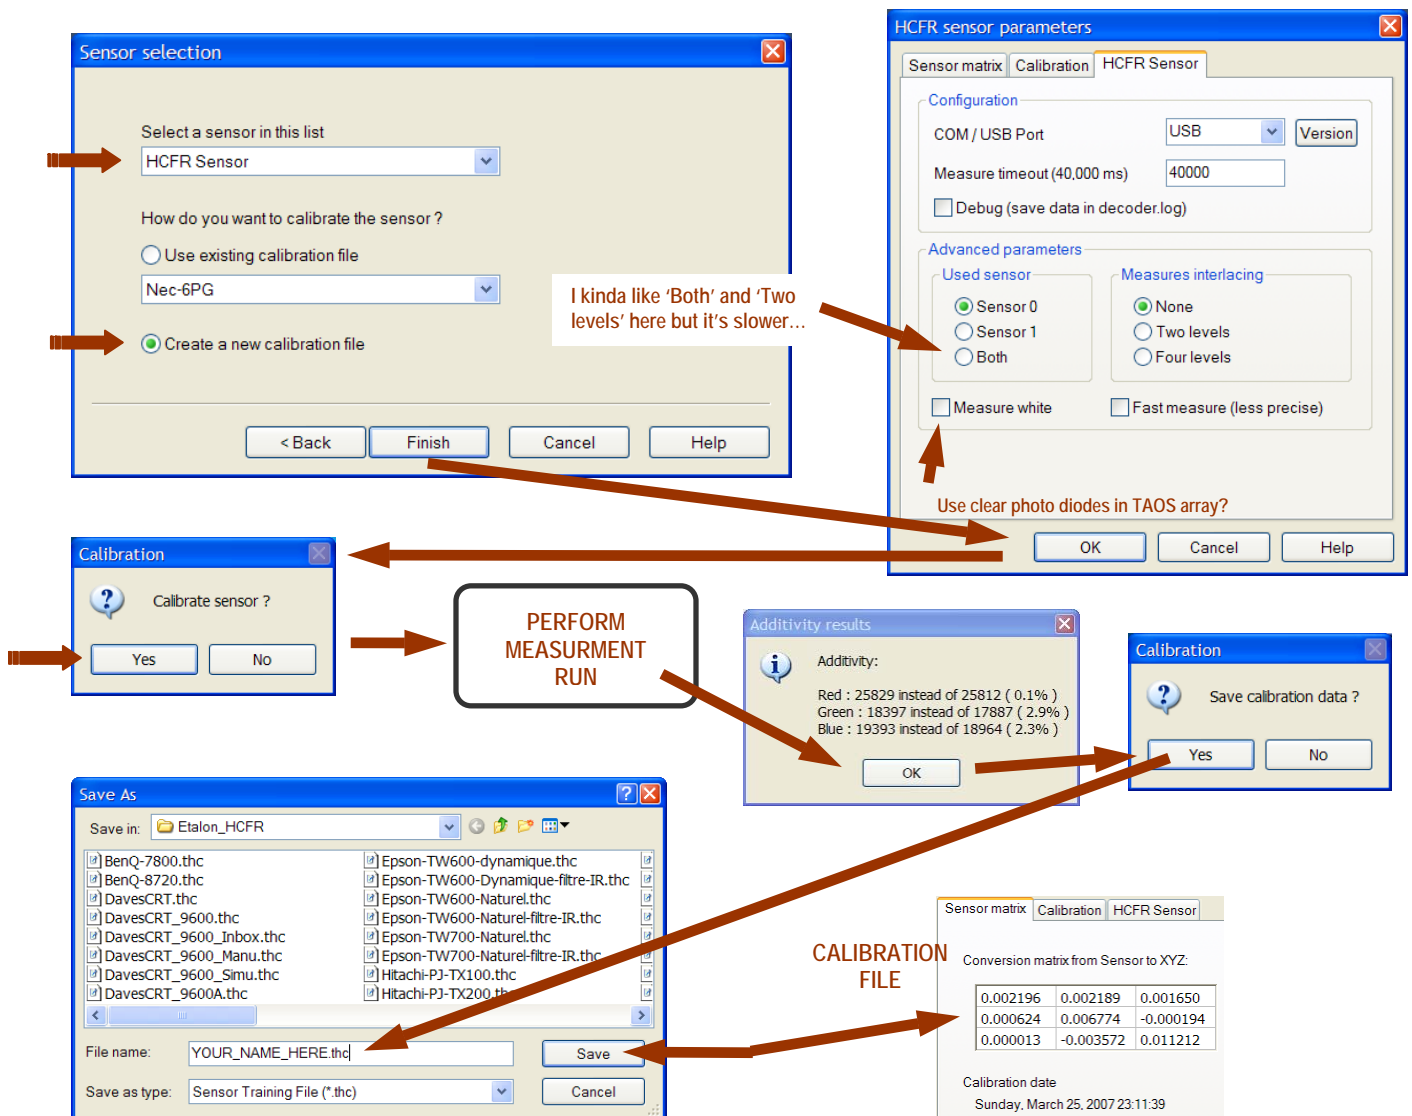 Sensor selection
Select a sensor in this list
HCFR Sensor
How do you want to calibrate the sensor ?
Use existing calibration file
Nec-6PG
Create a new calibration file
< Back
Finish
Cancel
Help
HCFR sensor parameters
Sensor matrix
Calibration
HCFR Sensor
Configuration
COM / USB Port
USB
Version
Measure timeout (40,000 ms)
40000
Debug (save data in decoder.log)
Advanced parameters
Used sensor
Sensor 0
Sensor 1
Both
Measures interlacing
None
Two levels
Four levels
Measure white
Fast measure (less precise)
I kinda like ‘Both’ and ‘Two
levels’ here but it's slower…
Use clear photo diodes in TAOS array?
OK
Cancel
Help
Calibration
Calibrate sensor ?
Yes
No
PERFORM
MEASURMENT
RUN
Additivity results
Additivity:
Red : 25829 instead of 25812 ( 0.1% )
Green : 18397 instead of 17887 ( 2.9% )
Blue : 19393 instead of 18964 ( 2.3% )
OK
Calibration
Save calibration data ?
Yes
No
Save As
Save in:
Etalon_HCFR
BenQ-7800.thc
BenQ-8720.thc
DavesCRT.thc
DavesCRT_9600.thc
DavesCRT_9600_Inbox.thc
DavesCRT_9600_Manu.thc
DavesCRT_9600_Simu.thc
DavesCRT_9600A.thc
Epson-TW600-dynamique.thc
Epson-TW600-Dynamique-filtre-IR.thc
Epson-TW600-Naturel.thc
Epson-TW600-Naturel-filtre-IR.thc
Epson-TW700-Naturel.thc
Epson-TW700-Naturel-filtre-IR.thc
Hitachi-PJ-TX100.thc
Hitachi-PJ-TX200.thc
File name:
YOUR_NAME_HERE.thc
Save
Save as type:
Sensor Training File (*.thc)
Cancel
CALIBRATION
FILE
Sensor matrix
Calibration
HCFR Sensor
Conversion matrix from Sensor to XYZ:
0.002196 0.002189 0.001650
0.000624 0.006774 -0.000194
0.000013 -0.003572 0.011212
Calibration date
Sunday, March 25, 2007 23:11:39